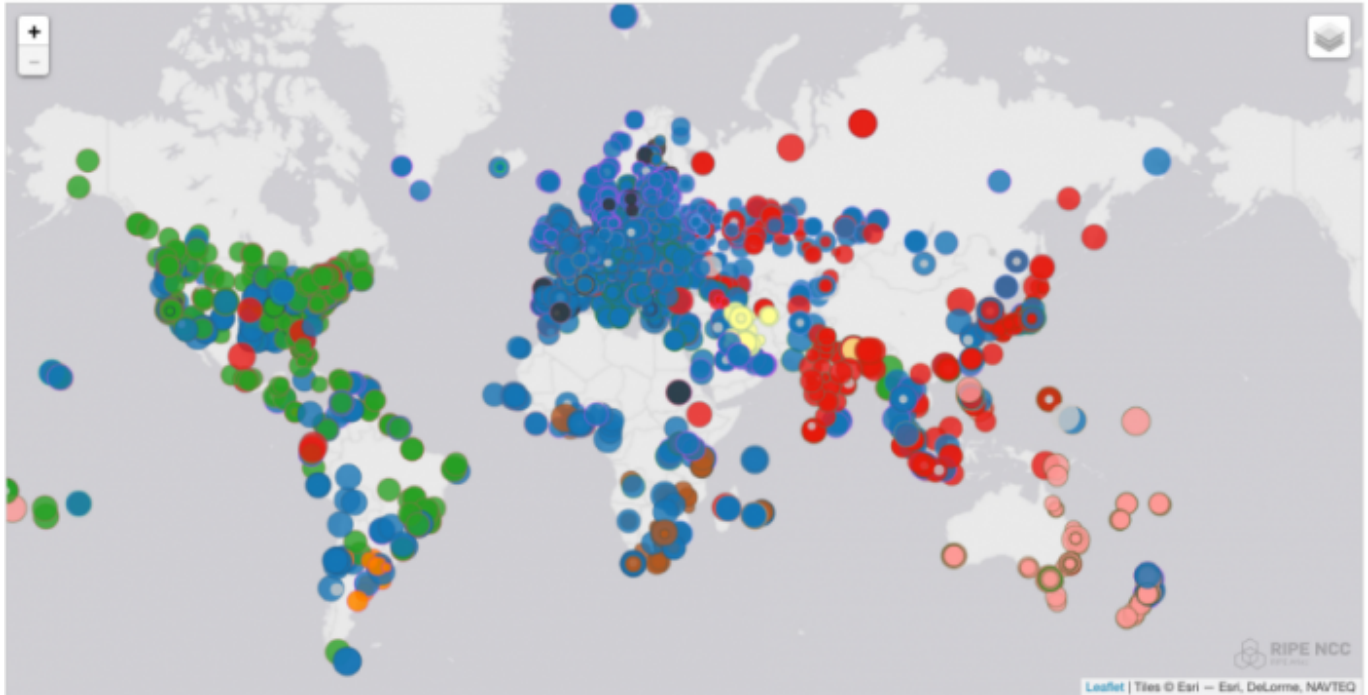 +
−
RIPE NCC
Leaflet | Tiles © Esri — Esri, DeLorme, NAVTEQ